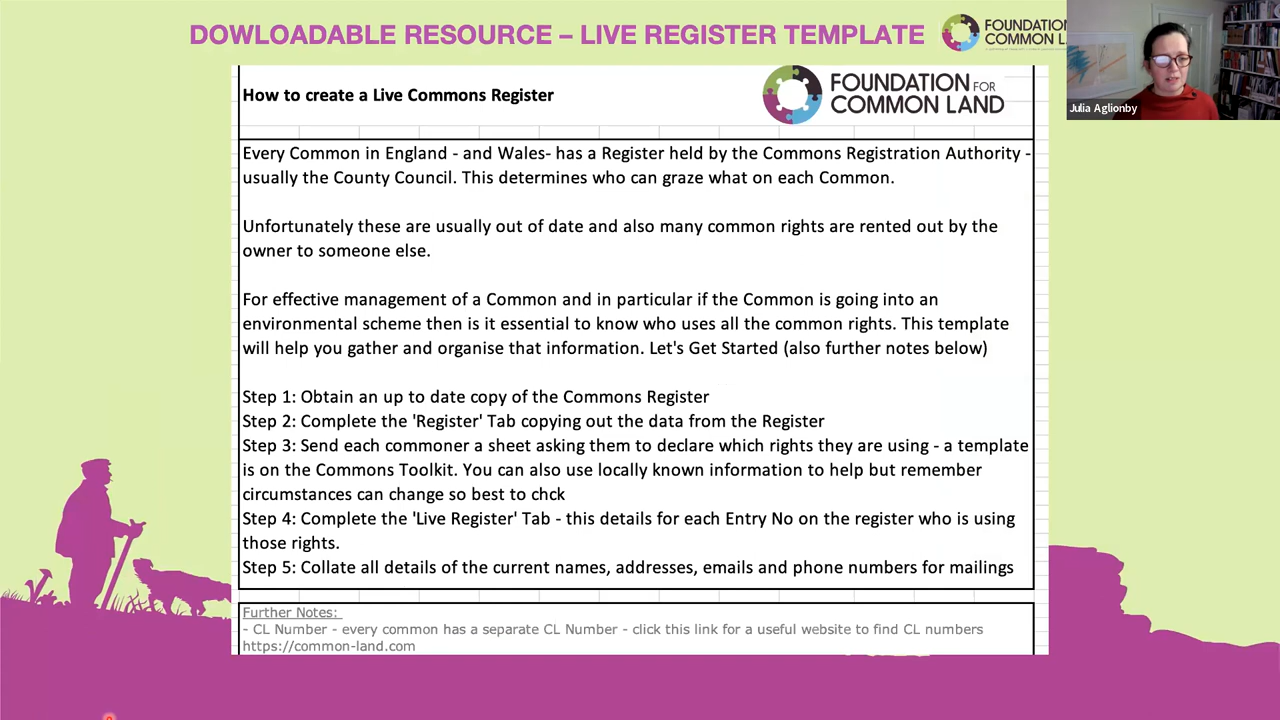 DOWLOADABLE RESOURCE – LIVE REGISTER TEMPLATE
FOUNDATION
COMMON LA
Julia Aglionby
How to create a Live Commons Register
FOUNDATION FOR
COMMON LAND
Every Common in England - and Wales- has a Register held by the Commons Registration Authority -
usually the County Council. This determines who can graze what on each Common.
Unfortunately these are usually out of date and also many common rights are rented out by the
owner to someone else.
For effective management of a Common and in particular if the Common is going into an
environmental scheme then is it essential to know who uses all the common rights. This template
will help you gather and organise that information. Let's Get Started (also further notes below)
Step 1: Obtain an up to date copy of the Commons Register
Step 2: Complete the 'Register' Tab copying out the data from the Register
Step 3: Send each commoner a sheet asking them to declare which rights they are using - a template
is on the Commons Toolkit. You can also use locally known information to help but remember
circumstances can change so best to chck
Step 4: Complete the 'Live Register' Tab - this details for each Entry No on the register who is using
those rights.
Step 5: Collate all details of the current names, addresses, emails and phone numbers for mailings
Further Notes:
- CL Number - every common has a separate CL Number - click this link for a useful website to find CL numbers
https://common-land.com